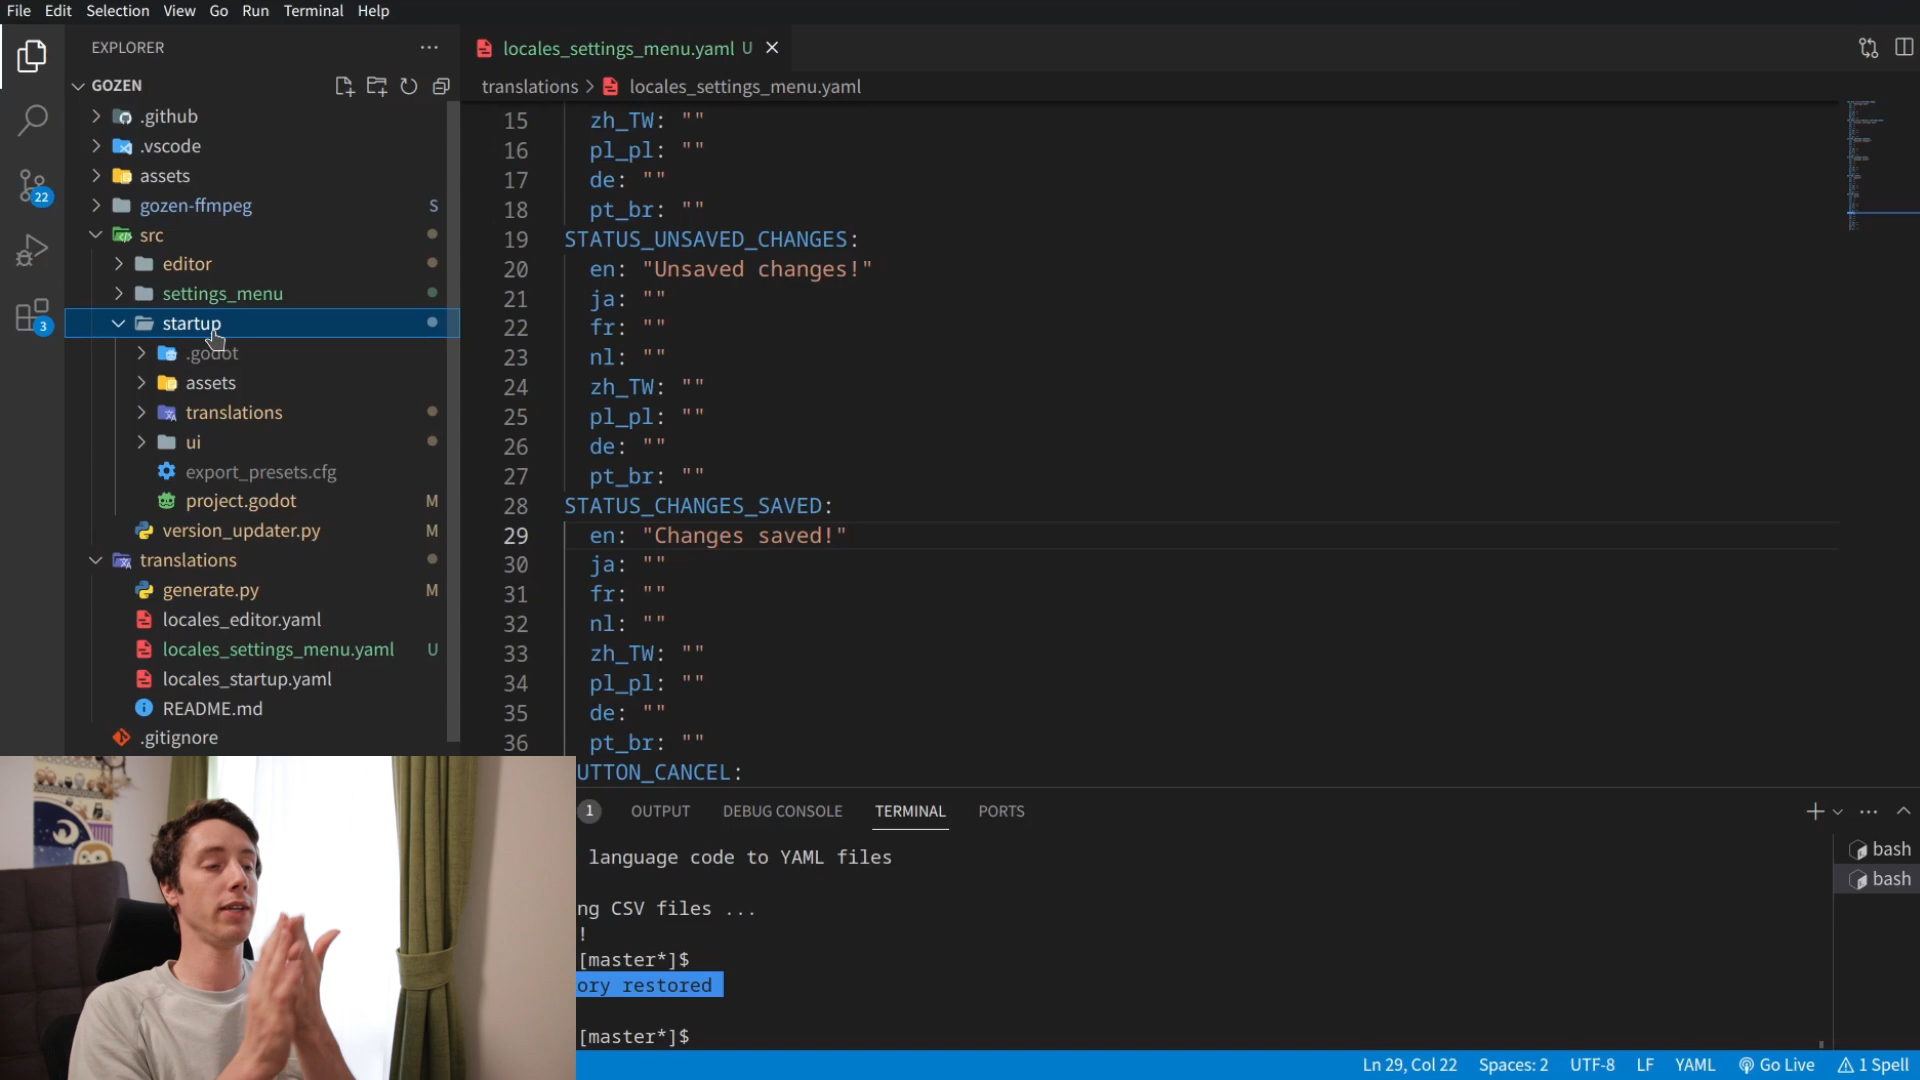 File Edit Selection View Go Run Terminal Help
EXPLORER
locales_settings_menu.yaml U
GOZEN
translations > locales_settings_menu.yaml
.github
.vscode
assets
gozen-ffmpeg S
src
editor
settings_menu
startup
.godot
assets
translations
ui
export_presets.cfg
project.godot M
version_updater.py M
translations
generate.py M
locales_editor.yaml
locales_settings_menu.yaml U
locales_startup.yaml
README.md
.gitignore
22
3
15 zh_TW: ""
16 pl_pl: ""
17 de: ""
18 pt_br: ""
19 STATUS_UNSAVED_CHANGES:
20 en: "Unsaved changes!"
21 ja: ""
22 fr: ""
23 nl: ""
24 zh_TW: ""
25 pl_pl: ""
26 de: ""
27 pt_br: ""
28 STATUS_CHANGES_SAVED:
29 en: "Changes saved!"
30 ja: ""
31 fr: ""
32 nl: ""
33 zh_TW: ""
34 pl_pl: ""
35 de: ""
36 pt_br: ""
UTTON_CANCEL:
1 OUTPUT DEBUG CONSOLE TERMINAL PORTS
language code to YAML files
ng CSV files ...
!
[master*]$
ory restored
[master*]$
bash
bash
Ln 29, Col 22 Spaces: 2 UTF-8 LF YAML Go Live 1 Spell